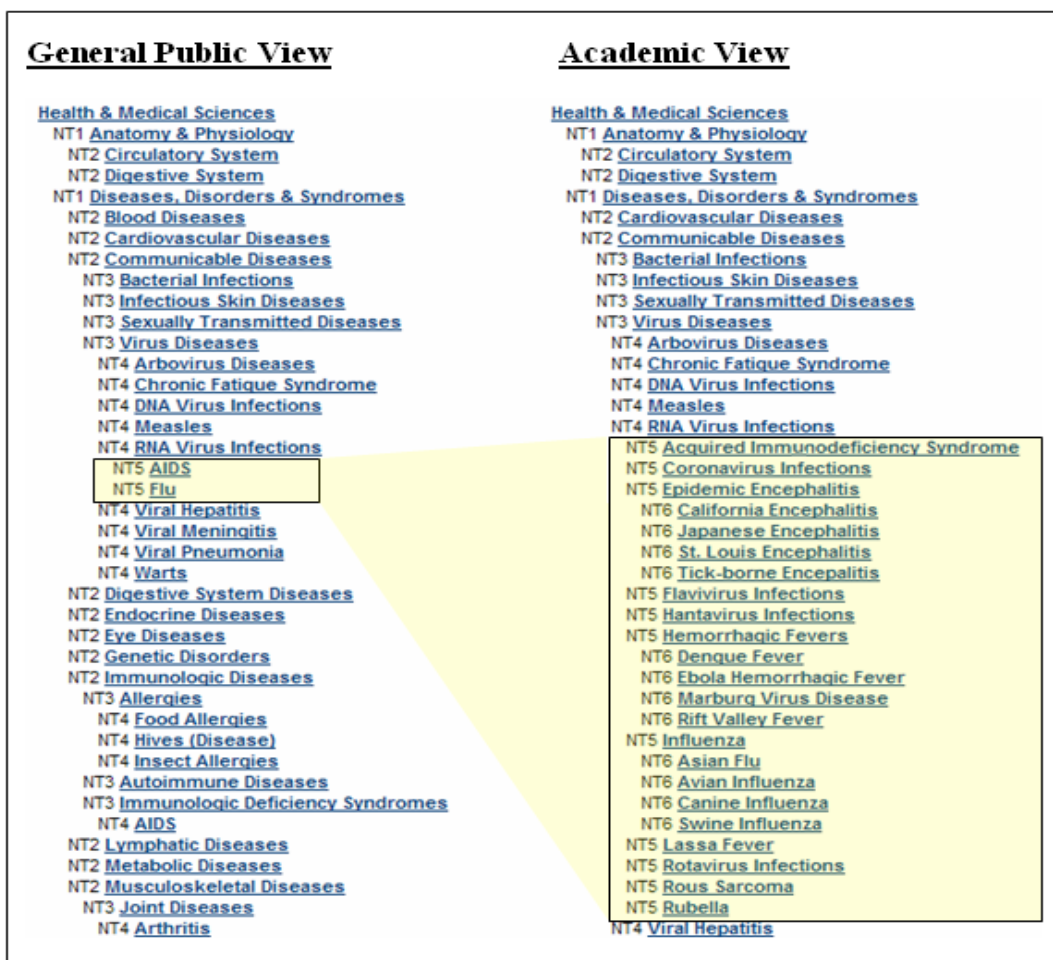 General Public View
Health & Medical Sciences
NT1 Anatomy & Physiology
NT2 Circulatory System
NT2 Digestive System
NT1 Diseases, Disorders & Syndromes
NT2 Blood Diseases
NT2 Cardiovascular Diseases
NT2 Communicable Diseases
NT3 Bacterial Infections
NT3 Infectious Skin Diseases
NT3 Sexually Transmitted Diseases
NT3 Virus Diseases
NT4 Arbovirus Diseases
NT4 Chronic Fatigue Syndrome
NT4 DNA Virus Infections
NT4 Measles
NT4 RNA Virus Infections
NT5 AIDS
NT5 Flu
NT4 Viral Hepatitis
NT4 Viral Meningitis
NT4 Viral Pneumonia
NT4 Warts
NT2 Digestive System Diseases
NT2 Endocrine Diseases
NT2 Eye Diseases
NT2 Genetic Disorders
NT2 Immunologic Diseases
NT3 Allergies
NT4 Food Allergies
NT4 Hives (Disease)
NT4 Insect Allergies
NT3 Autoimmune Diseases
NT3 Immunologic Deficiency Syndromes
NT4 AIDS
NT2 Lymphatic Diseases
NT2 Metabolic Diseases
NT2 Musculoskeletal Diseases
NT3 Joint Diseases
NT4 Arthritis
Academic View
Health & Medical Sciences
NT1 Anatomy & Physiology
NT2 Circulatory System
NT2 Digestive System
NT1 Diseases, Disorders & Syndromes
NT2 Cardiovascular Diseases
NT2 Communicable Diseases
NT3 Bacterial Infections
NT3 Infectious Skin Diseases
NT3 Sexually Transmitted Diseases
NT3 Virus Diseases
NT4 Arbovirus Diseases
NT4 Chronic Fatigue Syndrome
NT4 DNA Virus Infections
NT4 Measles
NT4 RNA Virus Infections
NT5 Acquired Immunodeficiency Syndrome
NT5 Coronavirus Infections
NT5 Epidemic Encephalitis
NT6 California Encephalitis
NT6 Japanese Encephalitis
NT6 St. Louis Encephalitis
NT6 Tick-borne Encepalitis
NT5 Flavivirus Infections
NT5 Hantavirus Infections
NT5 Hemorrhagic Fevers
NT6 Dengue Fever
NT6 Ebola Hemorrhagic Fever
NT6 Marburg Virus Disease
NT6 Rift Valley Fever
NT5 Influenza
NT6 Asian Flu
NT6 Avian Influenza
NT6 Canine Influenza
NT6 Swine Influenza
NT5 Lassa Fever
NT5 Rotavirus Infections
NT5 Rous Sarcoma
NT5 Rubella
NT4 Viral Hepatitis